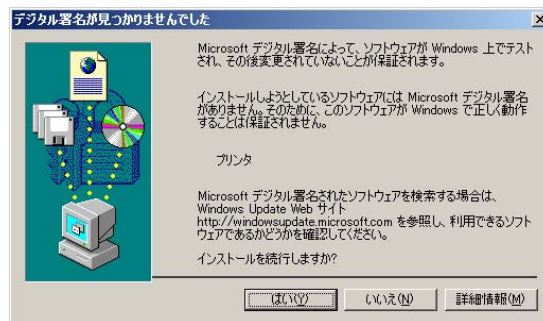 デジタル署名が見つかりませんでした
Microsoft デジタル署名によって、ソフトウェアが Windows 上でテスト
され、その後変更されていないことが保証されます。
インストールしようとしているソフトウェアには Microsoft デジタル署名
がありません。そのために、このソフトウェアが Windows で正しく動作
することは保証されません。
プリンタ
Microsoft デジタル署名されたソフトウェアを検索する場合は、
Windows Update Web サイト
http://windowsupdate.microsoft.com を参照し、利用できるソフト
ウェアであるかどうかを確認してください。
インストールを続行しますか?
はい(Y) いいえ(N) 詳細情報(M)